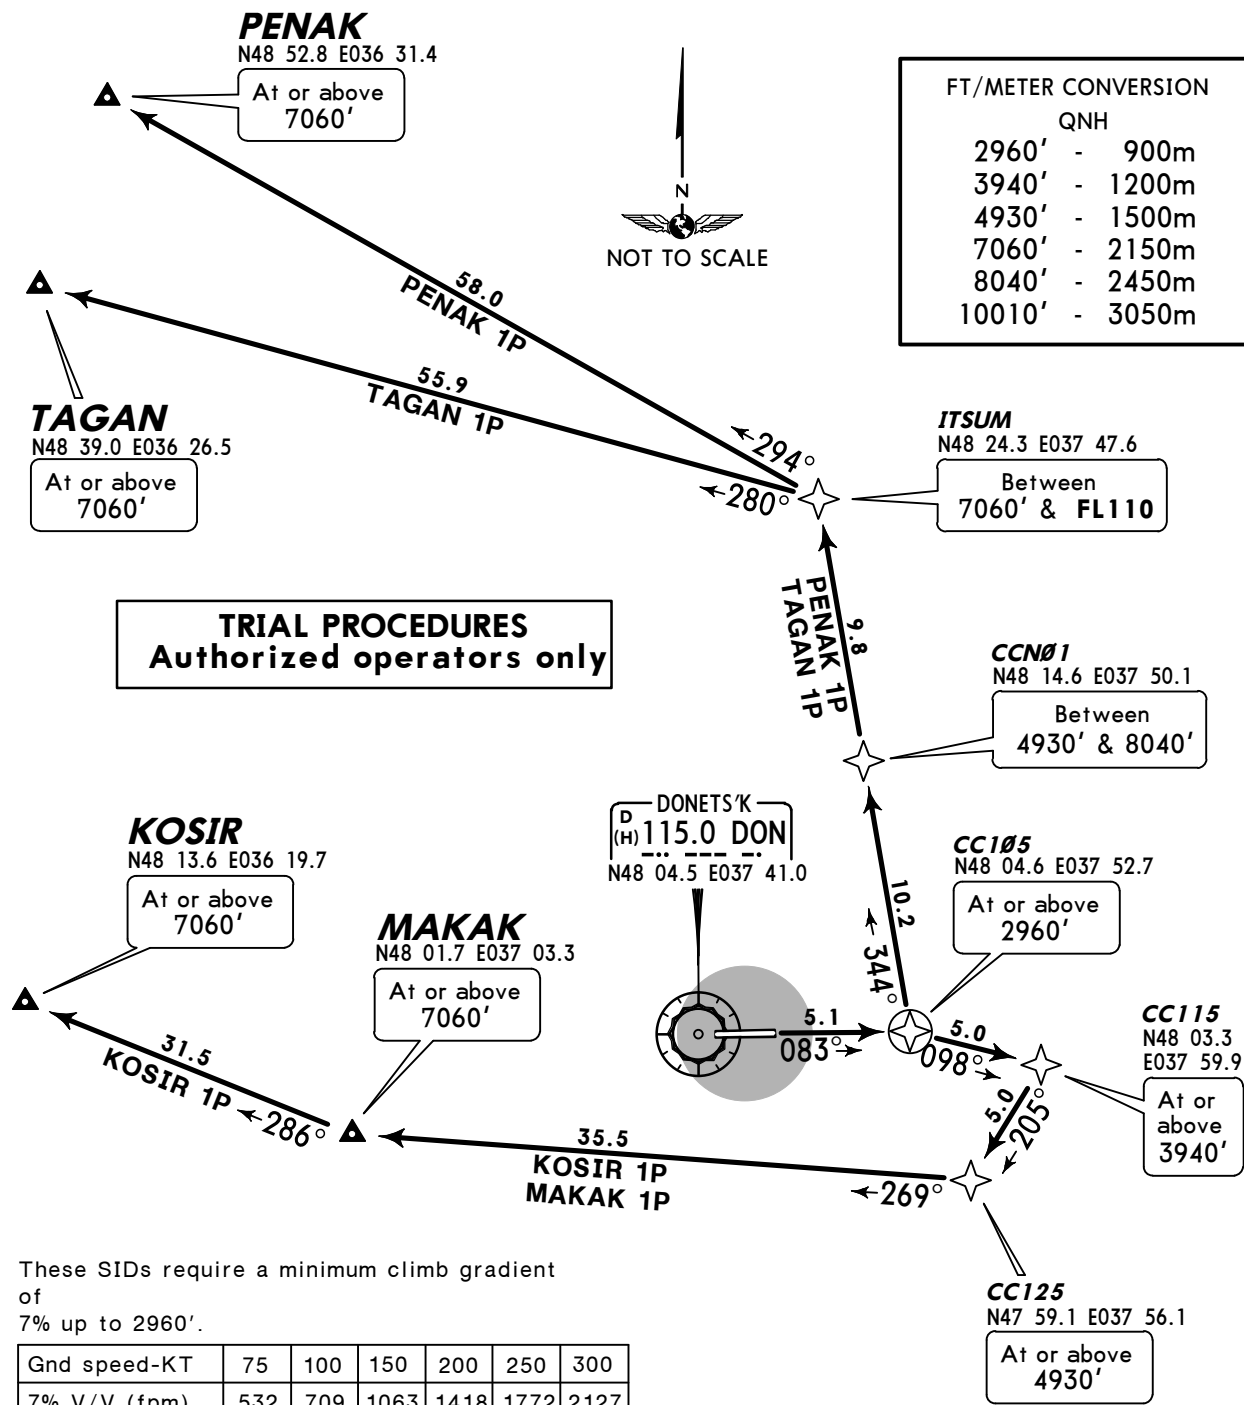 PENAK
N48 52.8 E036 31.4
At or above
7060'
FT/METER CONVERSION
QNH
2960' - 900m
3940' - 1200m
4930' - 1500m
7060' - 2150m
8040' - 2450m
10010' - 3050m
N
NOT TO SCALE
58.0
PENAK 1P
55.9
TAGAN 1P
TAGAN
N48 39.0 E036 26.5
At or above
7060'
294°
280°
ITSUM
N48 24.3 E037 47.6
Between
7060' & FL110
TRIAL PROCEDURES
Authorized operators only
9.8
PENAK 1P
TAGAN 1P
CCNØ1
N48 14.6 E037 50.1
Between
4930' & 8040'
DONETS'K
D
(H) 115.0 DON
N48 04.5 E037 41.0
KOSIR
N48 13.6 E036 19.7
At or above
7060'
MAKAK
N48 01.7 E037 03.3
At or above
7060'
10.2
344°
CC1Ø5
N48 04.6 E037 52.7
At or above
2960'
5.1
083°
5.0
098°
CC115
N48 03.3
E037 59.9
At or
above
3940'
5.0
205°
31.5
KOSIR 1P
286°
35.5
KOSIR 1P
MAKAK 1P
269°
CC125
N47 59.1 E037 56.1
At or above
4930'
These SIDs require a minimum climb gradient
of
7% up to 2960'.
Gnd speed-KT 75 100 150 200 250 300
7% V/V (fpm) 532 709 1063 1418 1772 2127